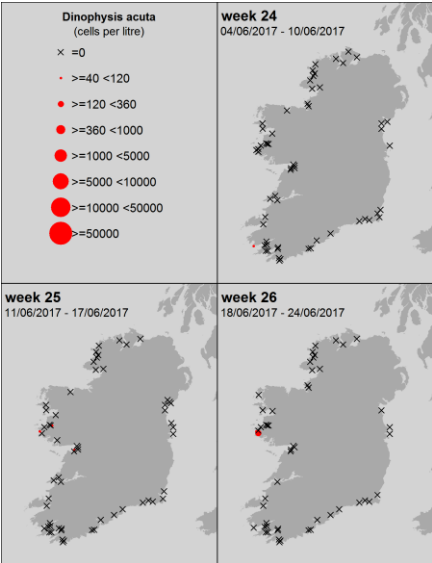 Dinophysis acuta
(cells per litre)
=0
>=40 <120
>=120 <360
>=360 <1000
>=1000 <5000
>=5000 <10000
>=10000 <50000
>=50000
week 24
04/06/2017 - 10/06/2017
week 25
11/06/2017 - 17/06/2017
week 26
18/06/2017 - 24/06/2017